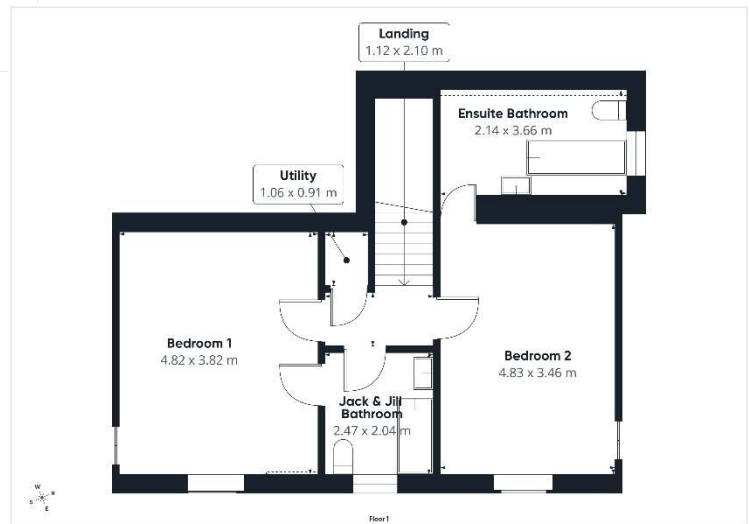 Landing
1.12 x 2.10 m
Ensuite Bathroom
2.14 x 3.66 m
Utility
1.06 x 0.91 m
Bedroom 1
4.82 x 3.82 m
Bedroom 2
4.83 x 3.46 m
Jack & Jill
Bathroom
2.47 x 2.04 m
W
N
S
E
Floor 1